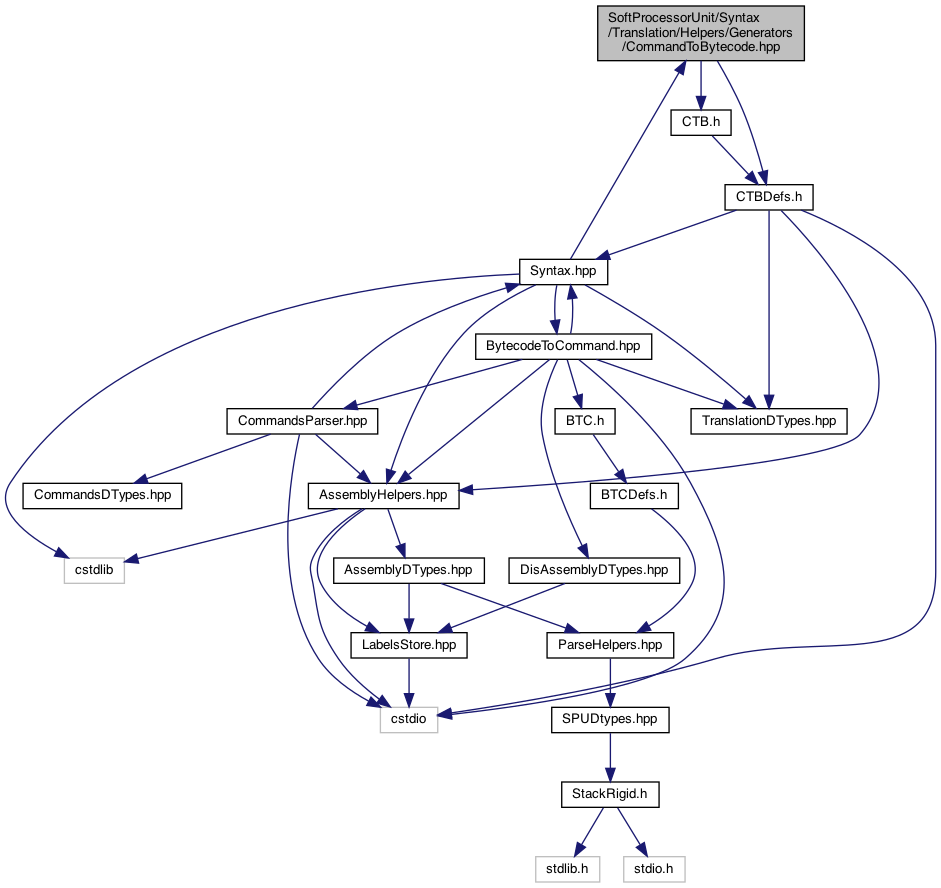 SoftProcessorUnit/Syntax
/Translation/Helpers/Generators
/CommandToBytecode.hpp
CTB.h
CTBDefs.h
Syntax.hpp
BytecodeToCommand.hpp
CommandsParser.hpp
BTC.h
TranslationDTypes.hpp
CommandsDTypes.hpp
AssemblyHelpers.hpp
BTCDefs.h
cstdlib
AssemblyDTypes.hpp
DisAssemblyDTypes.hpp
LabelsStore.hpp
ParseHelpers.hpp
cstdio
SPUDtypes.hpp
StackRigid.h
stdlib.h
stdio.h